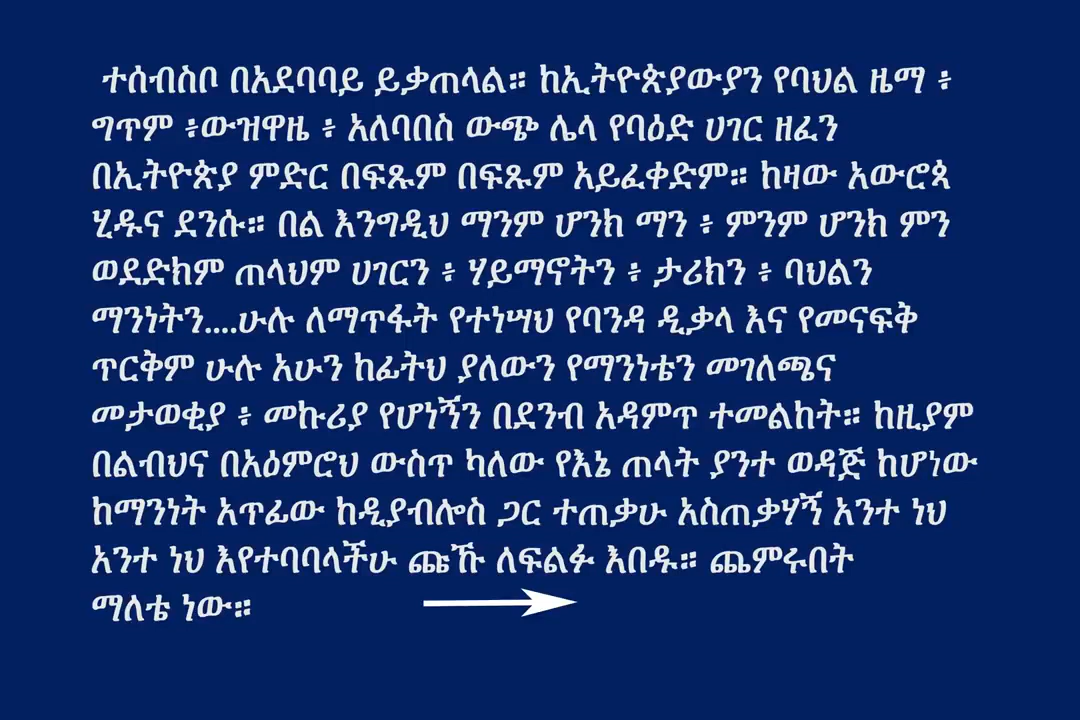 ተሰብስቦ በአደባባይ ይቃጠላል። ከኢትዮጵያውያን የባህል ዜማ ፥
ግጥም ፥ውዝዋዜ ፥ አለባበስ ውጭ ሌላ የባዕድ ሀገር ዘፈን
በኢትዮጵያ ምድር በፍጹም በፍጹም አይፈቀድም። ከዛው አውሮጳ
ሂዱና ደንሱ። በል እንግዲህ ማንም ሆንክ ማን ፥ ምንም ሆንክ ምን
ወደድክም ጠላህም ሀገርን ፥ ሃይማኖትን ፥ ታሪክን ፥ ባህልን
ማንነትን....ሁሉ ለማጥፋት የተነሣህ የባንዳ ዲቃላ እና የመናፍቅ
ጥርቅም ሁሉ አሁን ከፊትህ ያለውን የማንነቴን መገለጫና
መታወቂያ ፥ መኩሪያ የሆነኝን በደንብ አዳምጥ ተመልከት። ከዚያም
በልብህና በአዕምሮህ ውስጥ ካለው የእኔ ጠላት ያንተ ወዳጅ ከሆነው
ከማንነት አጥፊው ከዲያብሎስ ጋር ተጠቃሁ አስጠቃሃኝ አንተ ነህ
አንተ ነህ እየተባባላችሁ ጩኹ ለፍልፉ እበዱ። ጨምሩበት
ማለቴ ነው።